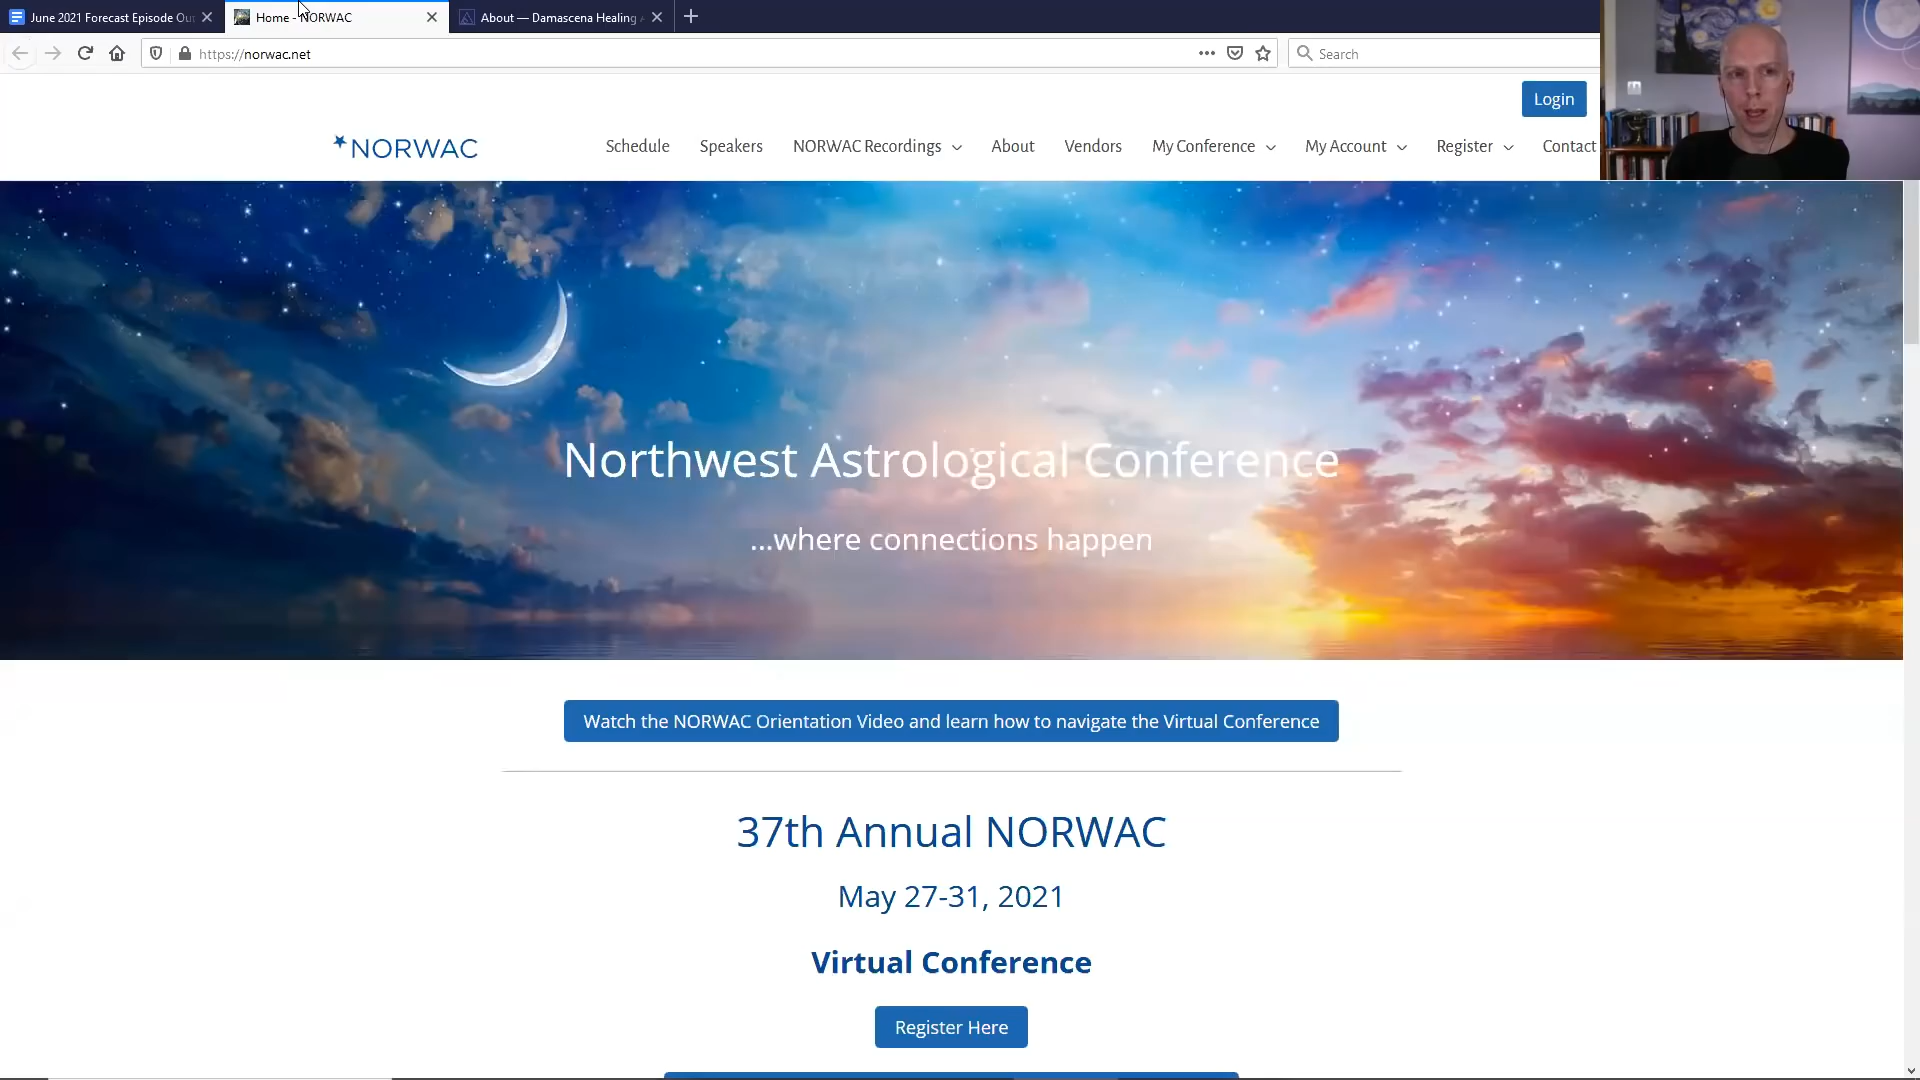 June 2021 Forecast Episode Ou
Home - NORWAC
About — Damascena Healing
https://norwac.net
Search
Login
NORWAC
Schedule
Speakers
NORWAC Recordings
About
Vendors
My Conference
My Account
Register
Contact
Northwest Astrological Conference
...where connections happen
Watch the NORWAC Orientation Video and learn how to navigate the Virtual Conference
37th Annual NORWAC
May 27-31, 2021
Virtual Conference
Register Here